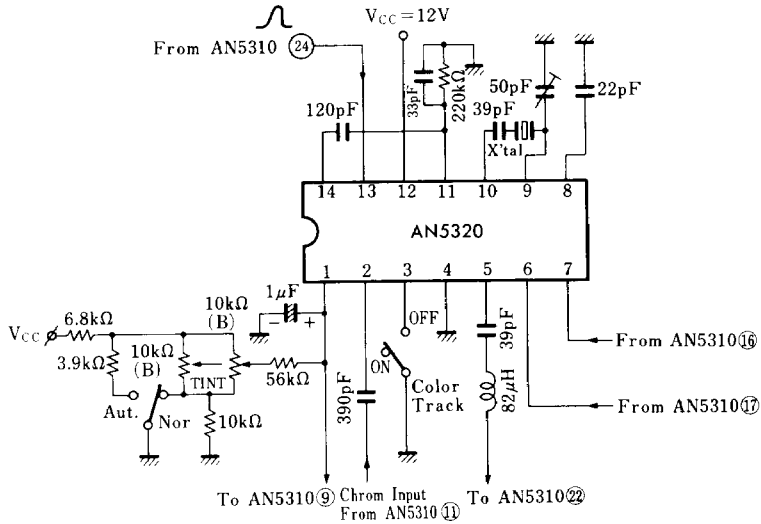 V_CC = 12V
From AN5310 ㉔
33pF
220kΩ
120pF
50pF
22pF
39pF
X'tal
14 13 12 11 10 9 8
AN5320
1 2 3 4 5 6 7
1μF
− +
V_CC
6.8kΩ
10kΩ
(B)
3.9kΩ
10kΩ
(B)
TINT
56kΩ
Aut.
Nor
10kΩ
390pF
OFF
ON
Color
Track
39pF
82μH
From AN5310⑯
From AN5310⑰
To AN5310⑨
Chrom Input
From AN5310⑪
To AN5310㉒